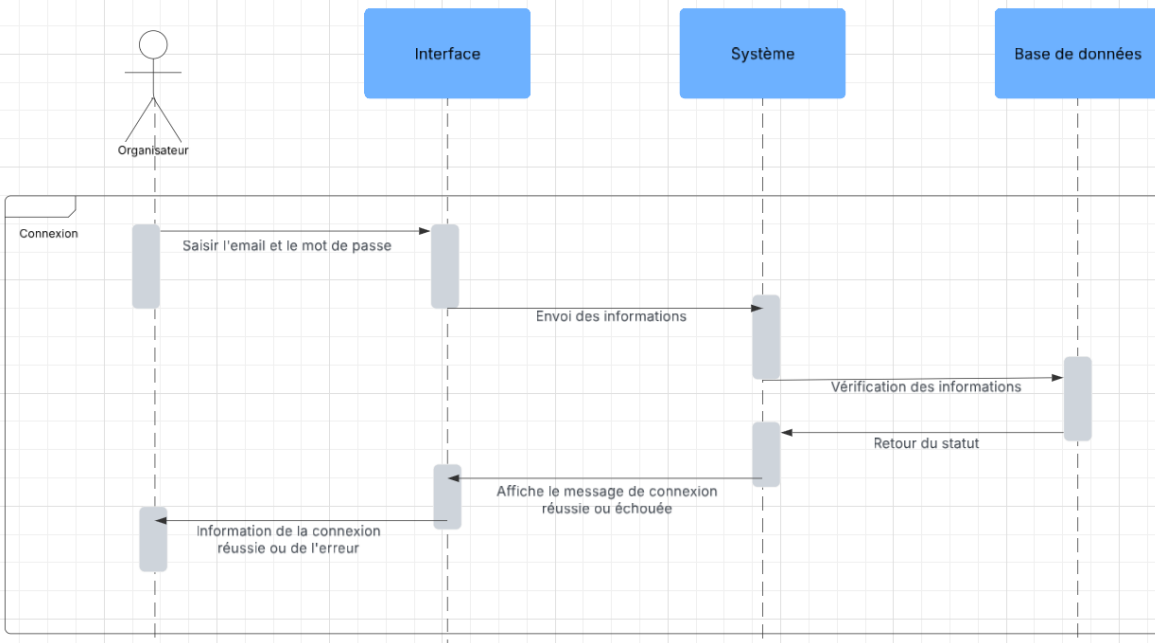 Interface
Système
Base de données
Organisateur
Connexion
Saisir l'email et le mot de passe
Envoi des informations
Vérification des informations
Retour du statut
Affiche le message de connexion
réussie ou échouée
Information de la connexion
réussie ou de l'erreur